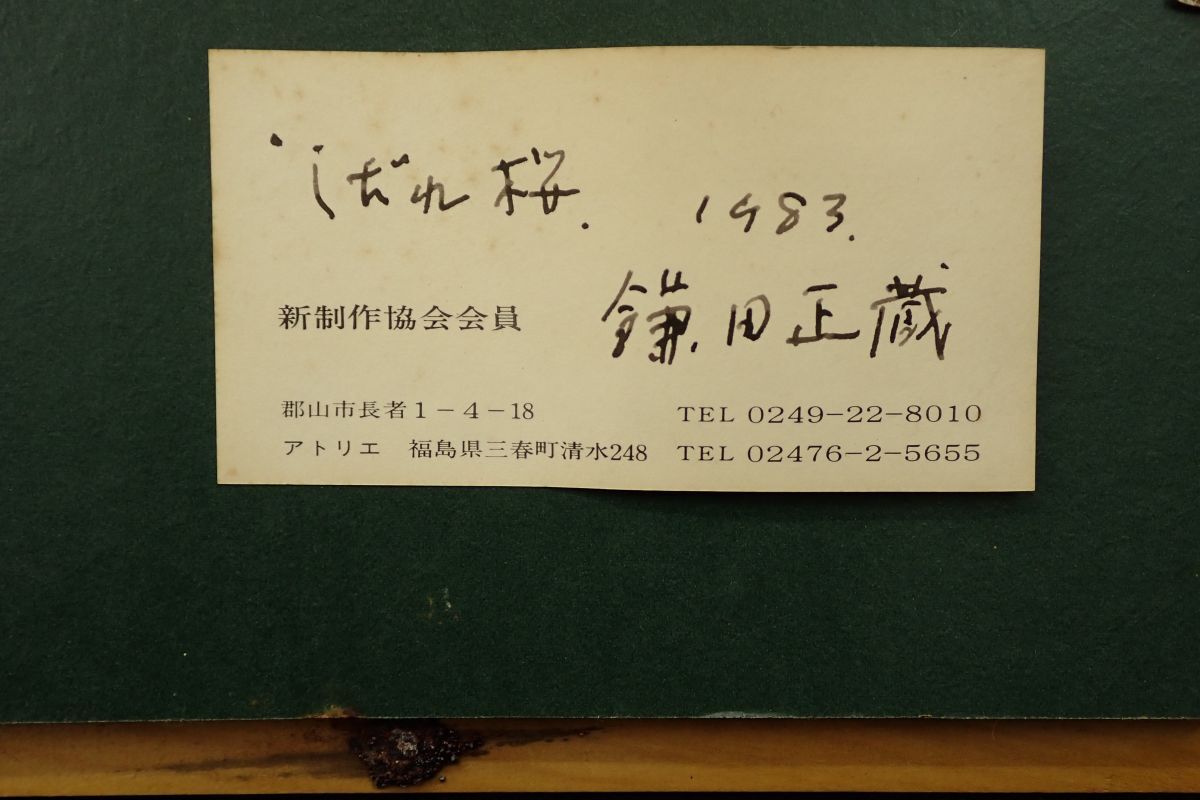 しだれ桜. 1983.
新制作協会会員 鎌田正蔵
郡山市長者1-4-18 TEL 0249-22-8010
アトリエ 福島県三春町清水248 TEL 02476-2-5655